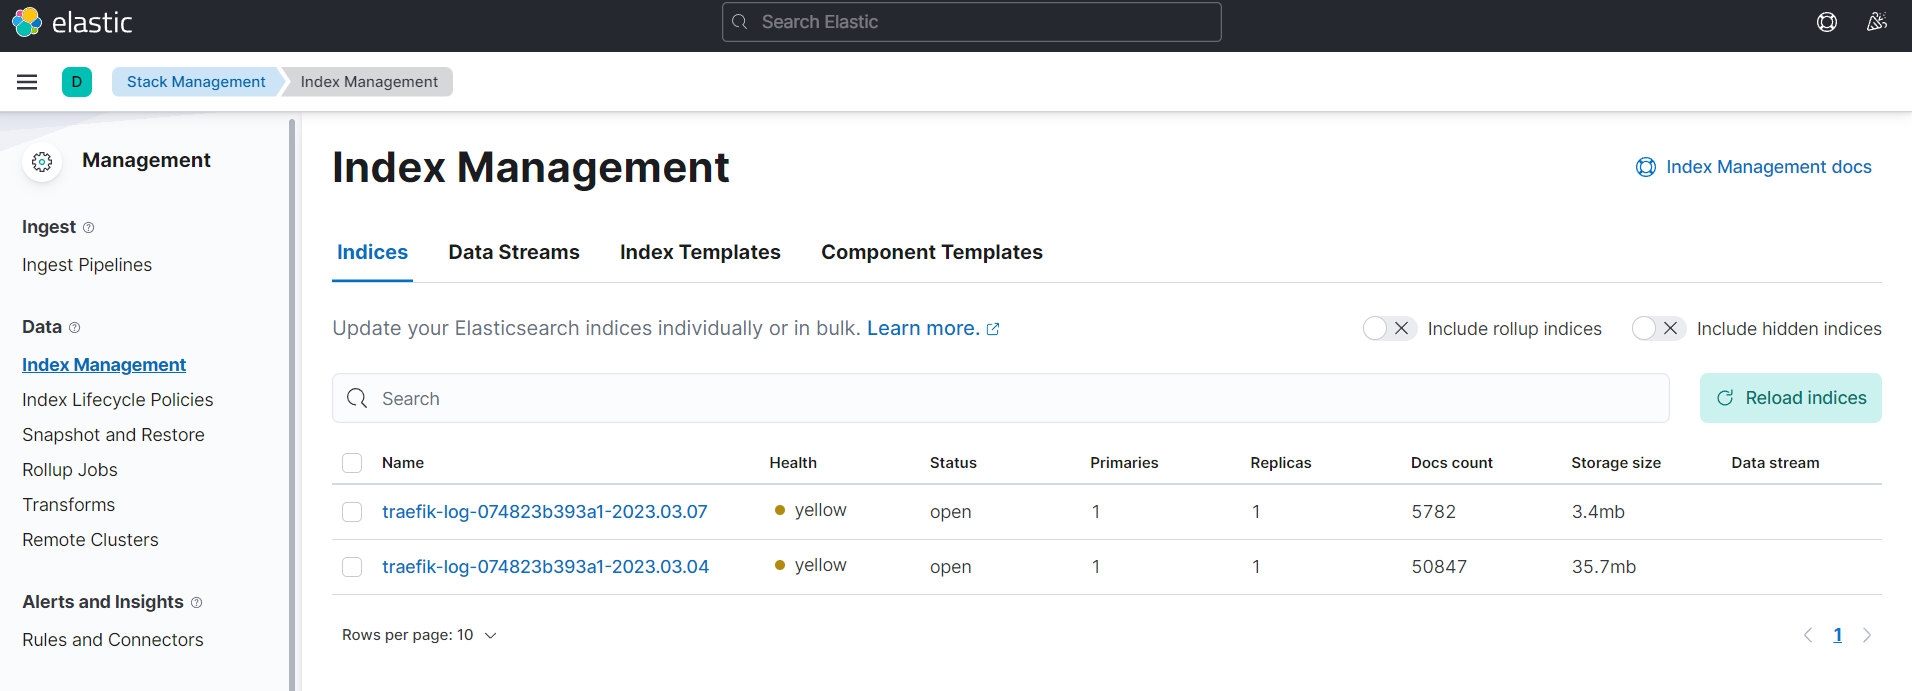 elastic
Search Elastic
D
Stack Management
Index Management
Management
Ingest
Ingest Pipelines
Data
Index Management
Index Lifecycle Policies
Snapshot and Restore
Rollup Jobs
Transforms
Remote Clusters
Alerts and Insights
Rules and Connectors
Index Management
Index Management docs
Indices Data Streams Index Templates Component Templates
Update your Elasticsearch indices individually or in bulk. Learn more.
Include rollup indices
Include hidden indices
Search
Reload indices
Name Health Status Primaries Replicas Docs count Storage size Data stream
traefik-log-074823b393a1-2023.03.07 yellow open 1 1 5782 3.4mb
traefik-log-074823b393a1-2023.03.04 yellow open 1 1 50847 35.7mb
Rows per page: 10
1